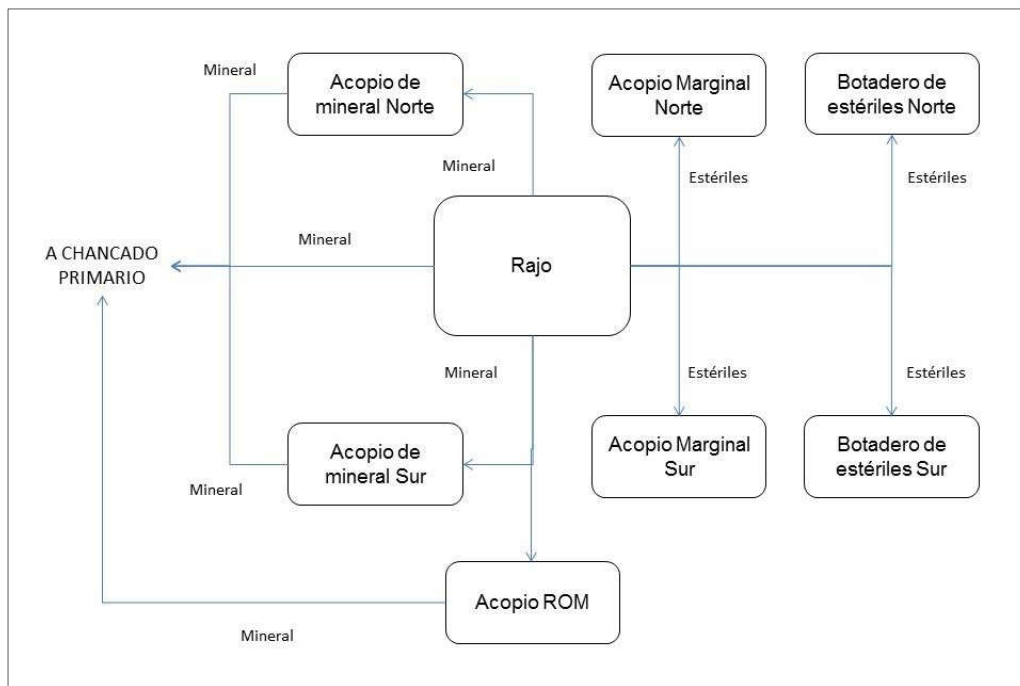 Mineral
Acopio de
mineral Norte
Acopio Marginal
Norte
Botadero de
estériles Norte
Mineral
Estériles
Estériles
A CHANCADO
PRIMARIO
Mineral
Rajo
Mineral
Estériles
Estériles
Acopio de
mineral Sur
Acopio Marginal
Sur
Botadero de
estériles Sur
Mineral
Acopio ROM
Mineral